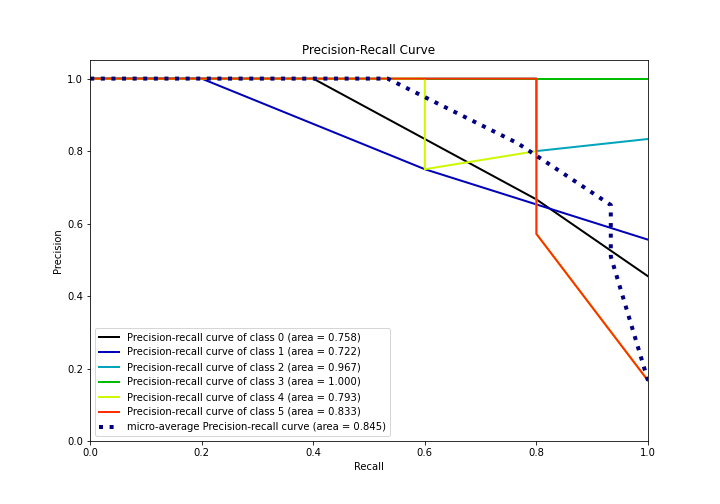 Precision-Recall Curve
1.0
0.8
0.6
0.4
0.2
0.0
Precision
Precision-recall curve of class 0 (area = 0.758)
Precision-recall curve of class 1 (area = 0.722)
Precision-recall curve of class 2 (area = 0.967)
Precision-recall curve of class 3 (area = 1.000)
Precision-recall curve of class 4 (area = 0.793)
Precision-recall curve of class 5 (area = 0.833)
micro-average Precision-recall curve (area = 0.845)
0.0 0.2 0.4 0.6 0.8 1.0
Recall